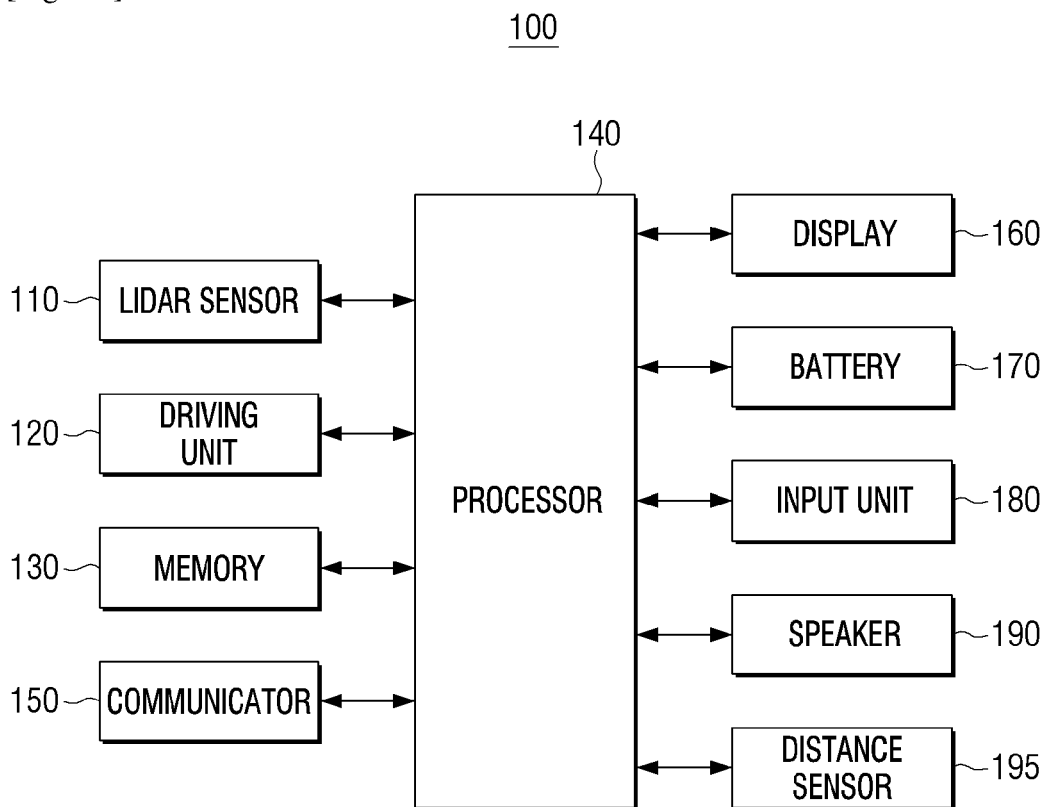 100
140
PROCESSOR
110
LIDAR SENSOR
120
DRIVING
UNIT
130
MEMORY
150
COMMUNICATOR
DISPLAY
160
BATTERY
170
INPUT UNIT
180
SPEAKER
190
DISTANCE
SENSOR
195